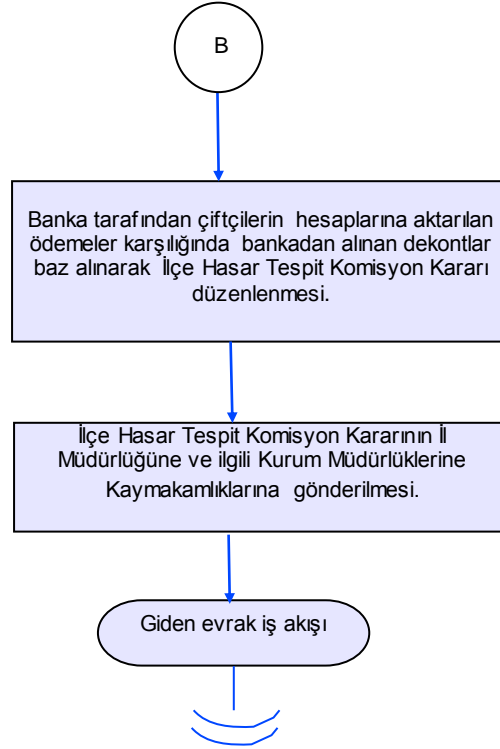 B
Banka tarafından çiftçilerin hesaplarına aktarılan
ödemeler karşılığında bankadan alınan dekontlar
baz alınarak İlçe Hasar Tespit Komisyon Kararı
düzenlenmesi.
İlçe Hasar Tespit Komisyon Kararının İl
Müdürlüğüne ve ilgili Kurum Müdürlüklerine
Kaymakamlıklarına gönderilmesi.
Giden evrak iş akışı